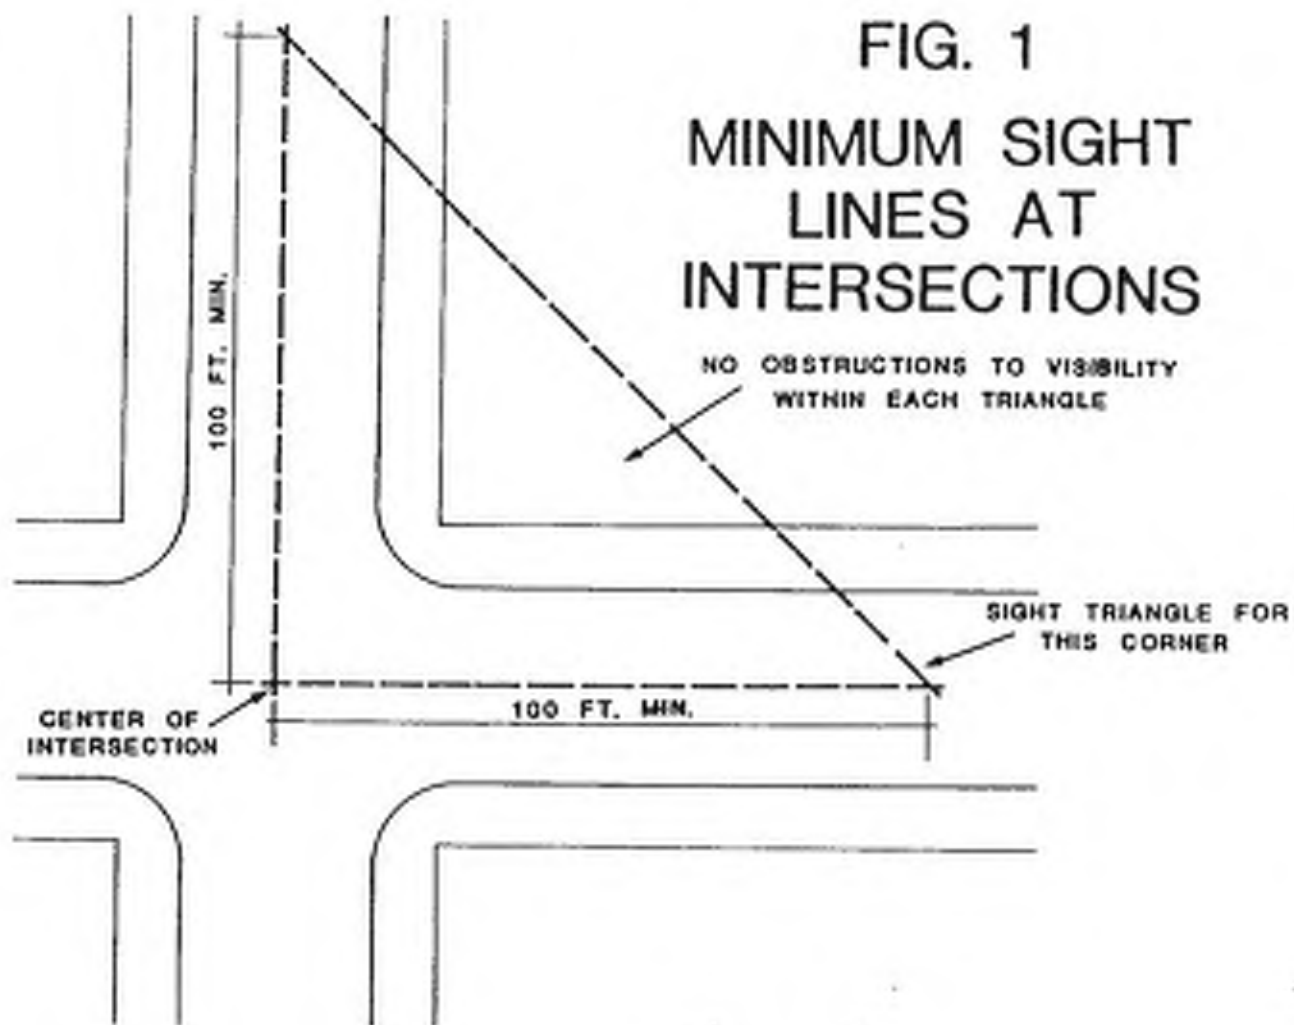 FIG. 1
MINIMUM SIGHT
LINES AT
INTERSECTIONS
NO OBSTRUCTIONS TO VISIBILITY
WITHIN EACH TRIANGLE
100 FT. MIN.
SIGHT TRIANGLE FOR
THIS CORNER
100 FT. MIN.
CENTER OF
INTERSECTION